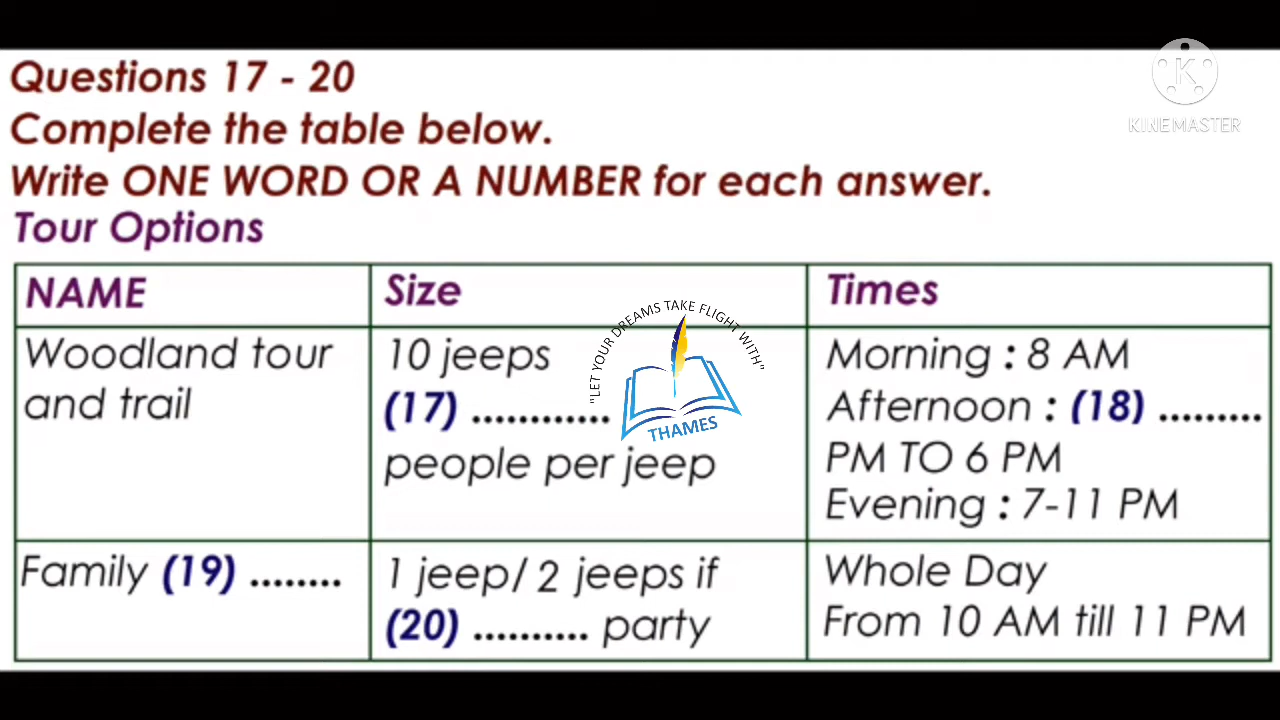 Questions 17 - 20
Complete the table below.
Write ONE WORD OR A NUMBER for each answer.
Tour Options
KINEMASTER
NAME
Size
Times
Woodland tour
and trail
10 jeeps
(17) ............
people per jeep
"LET YOUR DREAMS TAKE FLIGHT WITH"
THAMES
Morning : 8 AM
Afternoon : (18) .........
PM TO 6 PM
Evening : 7-11 PM
Family (19) ........
1 jeep/ 2 jeeps if
(20) .......... party
Whole Day
From 10 AM till 11 PM